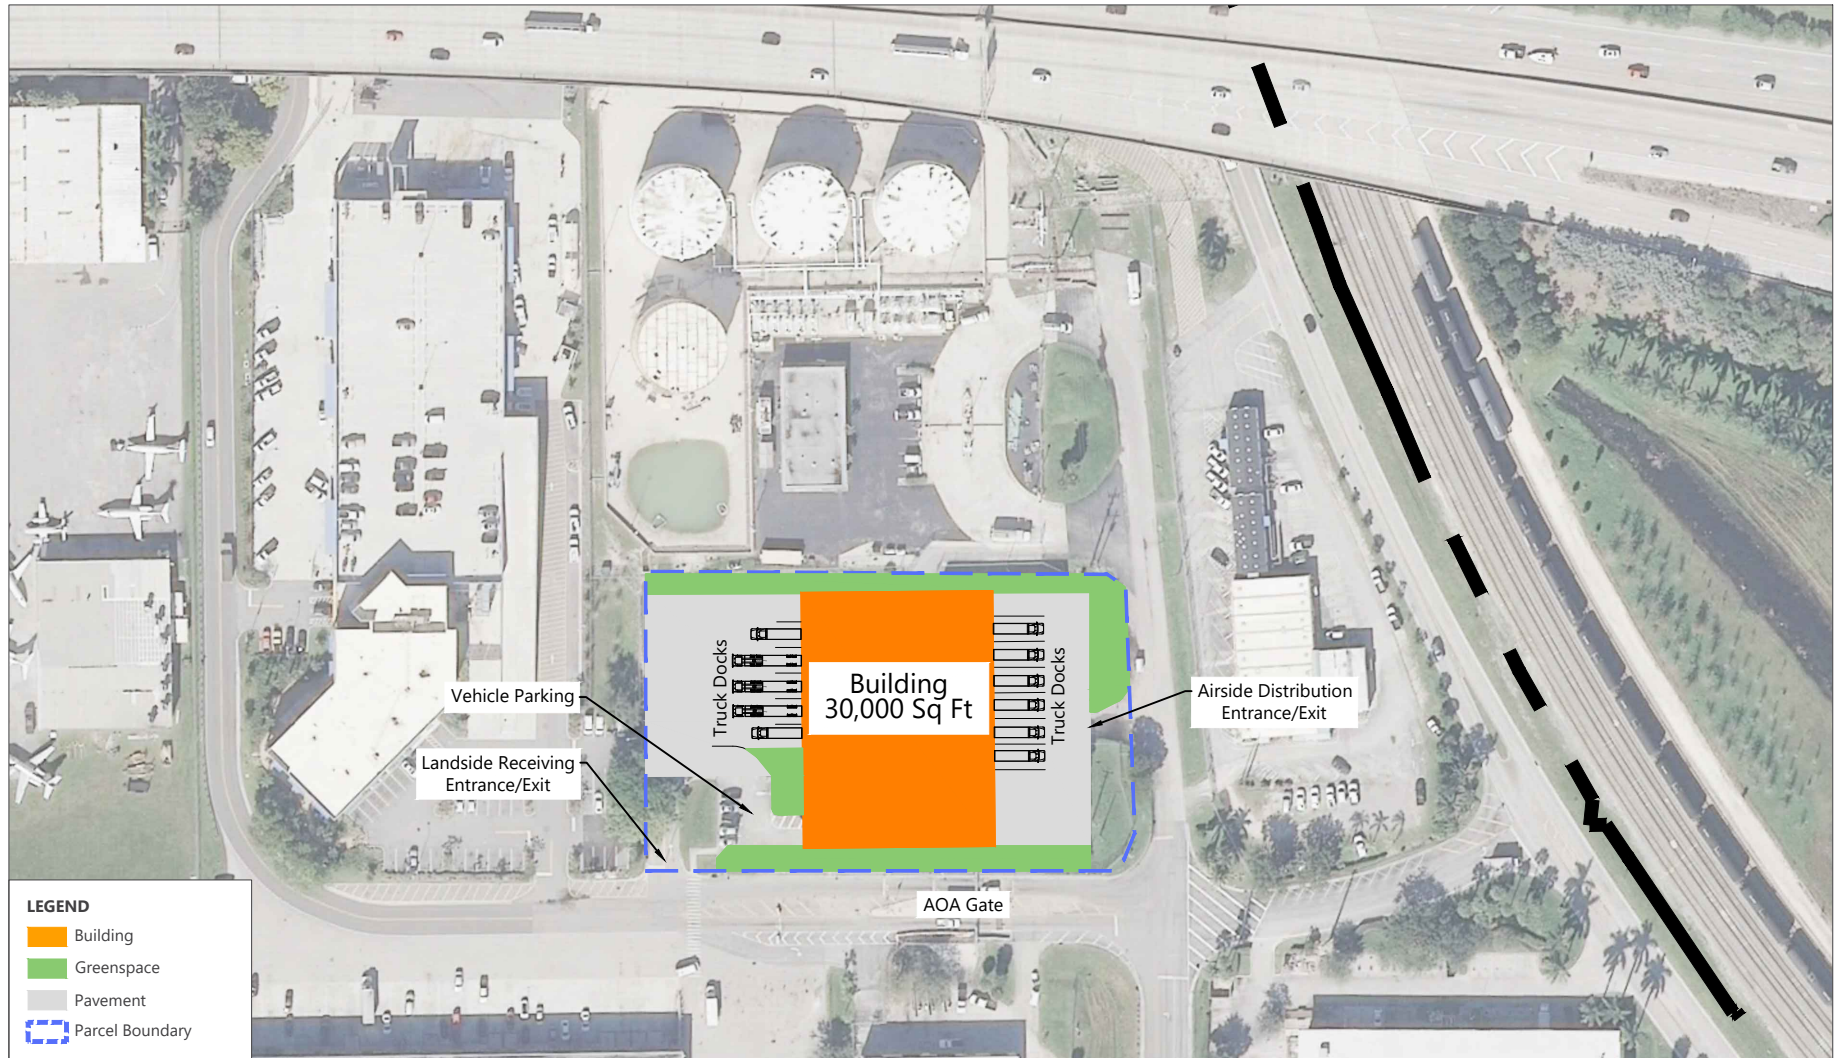 Truck Docks
Building
30,000 Sq Ft
Truck Docks
Vehicle Parking
Airside Distribution
Entrance/Exit
Landside Receiving
Entrance/Exit
AOA Gate
LEGEND
Building
Greenspace
Pavement
Parcel Boundary